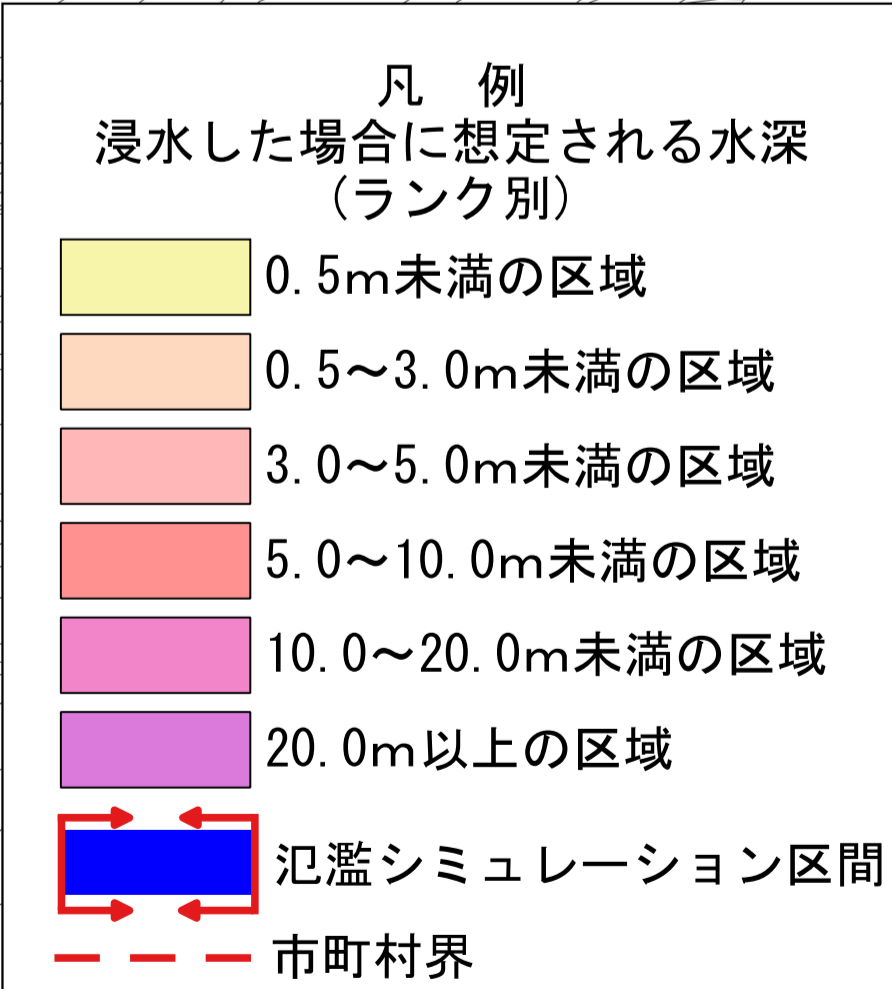 凡　例
浸水した場合に想定される水深
(ランク別)
0.5m未満の区域
0.5～3.0m未満の区域
3.0～5.0m未満の区域
5.0～10.0m未満の区域
10.0～20.0m未満の区域
20.0m以上の区域
氾濫シミュレーション区間
市町村界